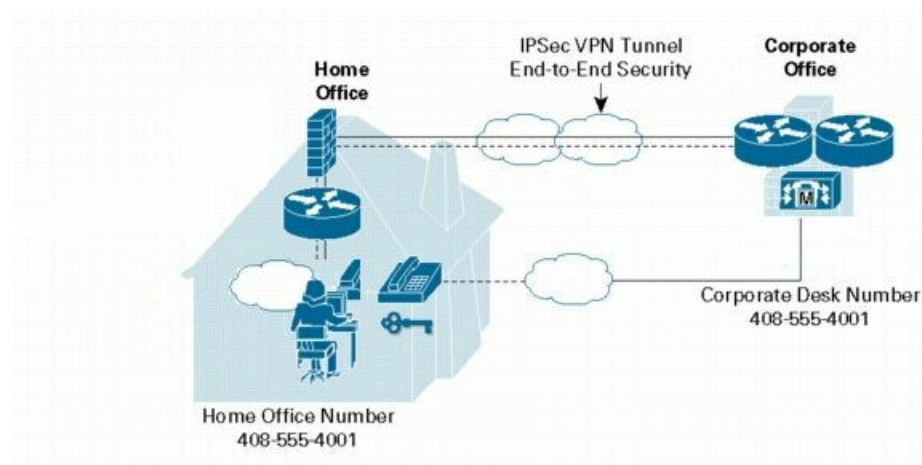 IPSec VPN Tunnel
End-to-End Security
Corporate
Office
Home
Office
M
Corporate Desk Number
408-555-4001
Home Office Number
408-555-4001